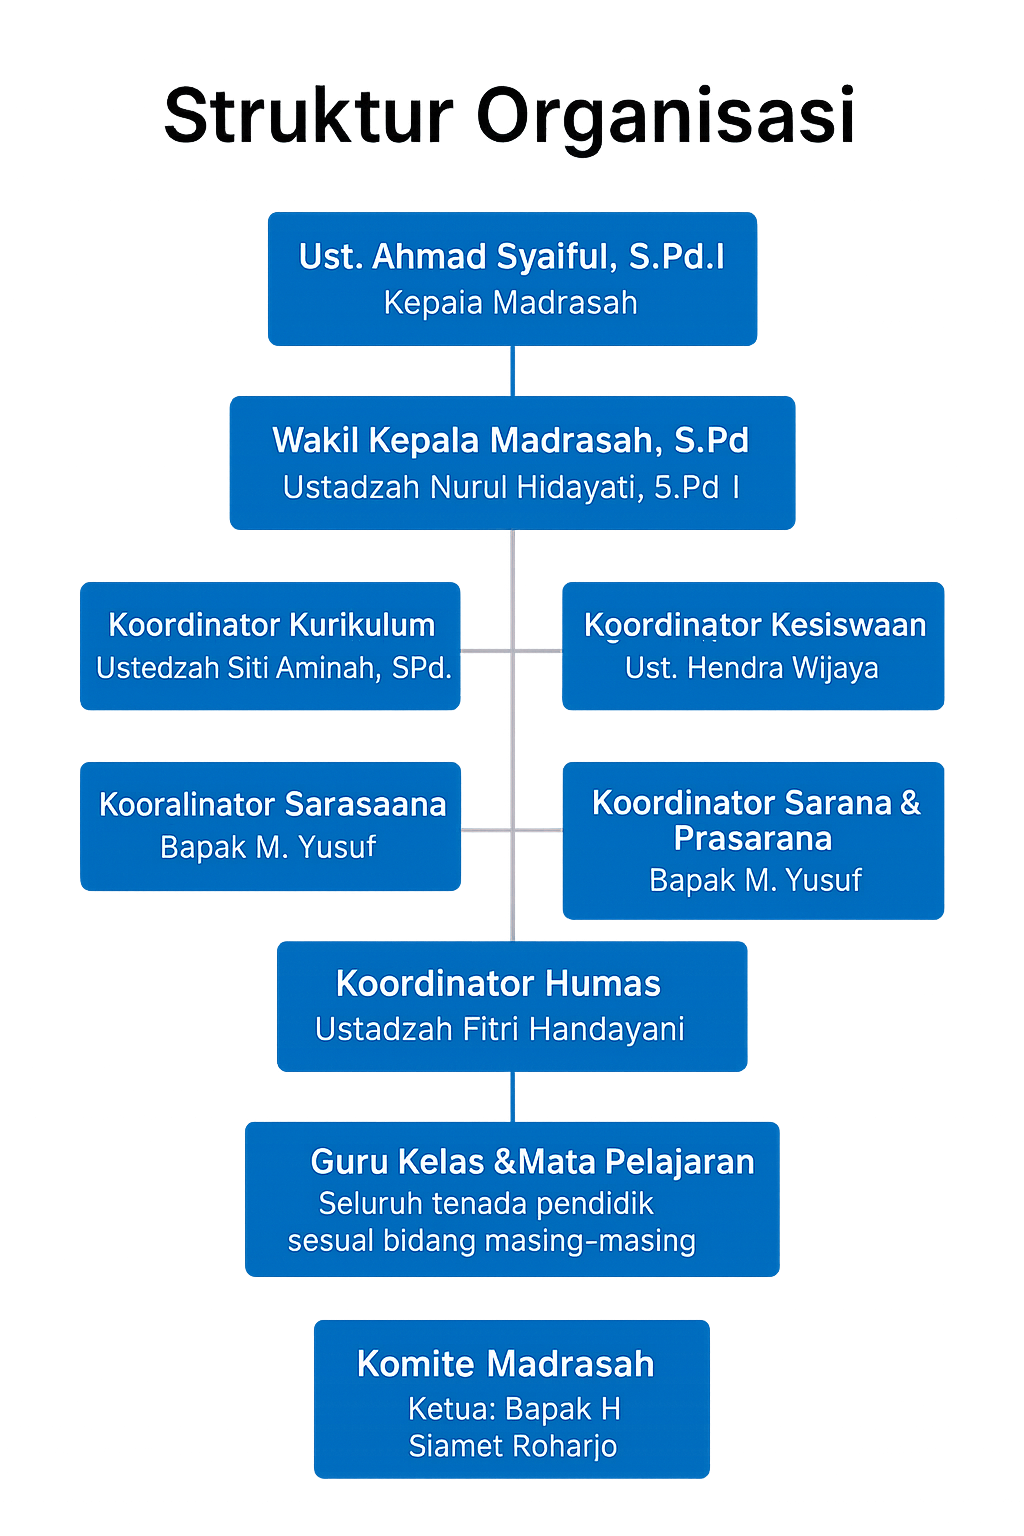 Struktur Organisasi
Ust. Ahmad Syaiful, S.Pd.I
Kepaia Madrasah
Wakil Kepala Madrasah, S.Pd
Ustadzah Nurul Hidayati, 5.Pd I
Koordinator Kurikulum
Ustedzah Siti Aminah, SPd.
Koordinator Kesiswaan
Ust. Hendra Wijaya
Kooralinator Sarasaana
Bapak M. Yusuf
Koordinator Sarana &
Prasarana
Bapak M. Yusuf
Koordinator Humas
Ustadzah Fitri Handayani
Guru Kelas &Mata Pelajaran
Seluruh tenada pendidik
sesual bidang masing-masing
Komite Madrasah
Ketua: Bapak H
Siamet Roharjo